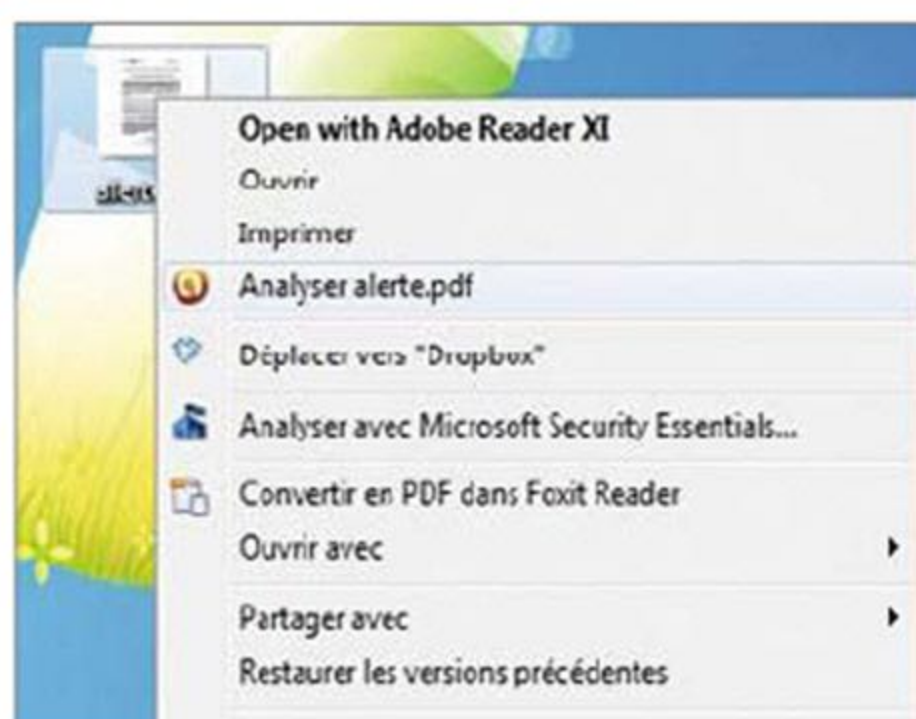 Open with Adobe Reader XI
Ouvrir
Imprimer
Analyser alerte.pdf
Déplacer vers "Dropbox"
Analyser avec Microsoft Security Essentials...
Convertir en PDF dans Foxit Reader
Ouvrir avec
Partager avec
Restaurer les versions précédentes